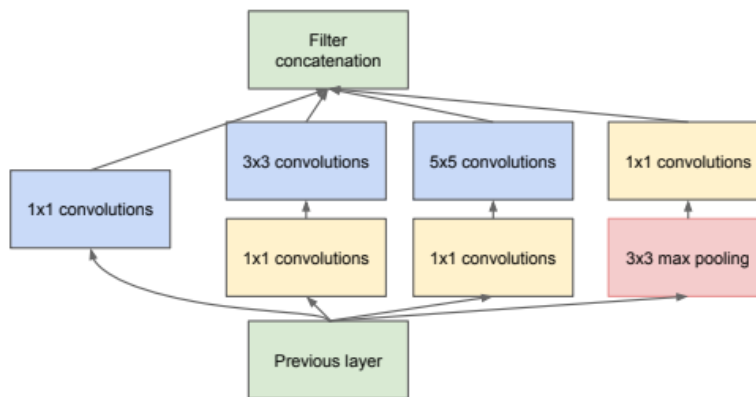 Filter
concatenation
3x3 convolutions
5x5 convolutions
1x1 convolutions
1x1 convolutions
1x1 convolutions
1x1 convolutions
3x3 max pooling
Previous layer